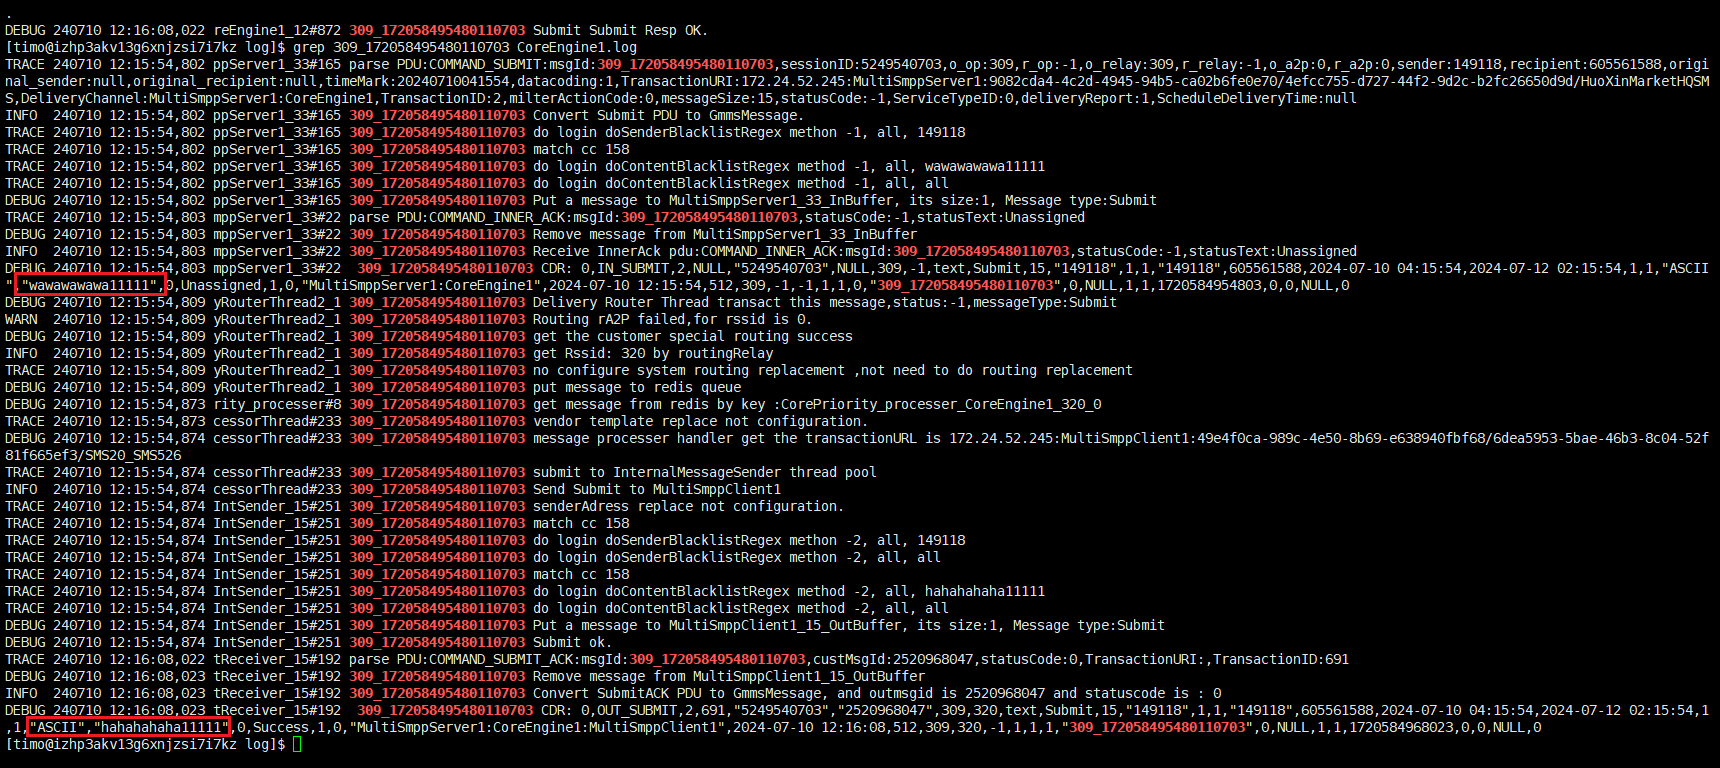 .
DEBUG 240710 12:16:08,022 reEngine1_12#872 309_172058495480110703 Submit Submit Resp OK.
[timo@izhp3akv13g6xnjzsi7i7kz log]$ grep 309_172058495480110703 CoreEngine1.log
TRACE 240710 12:15:54,802 ppServer1_33#165 parse PDU:COMMAND_SUBMIT:msgId:309_172058495480110703,sessionID:5249540703,o_op:309,r_op:-1,o_relay:309,r_relay:-1,o_a2p:0,r_a2p:0,sender:149118,recipient:605561588,origi
nal_sender:null,original_recipient:null,timeMark:20240710041554,datacoding:1,TransactionURI:172.24.52.245:MultiSmppServer1:9082cda4-4c2d-4945-94b5-ca02b6fe0e70/4efcc755-d727-44f2-9d2c-b2fc26650d9d/HuoXinMarketHQSM
S,DeliveryChannel:MultiSmppServer1:CoreEngine1,TransactionID:2,milterActionCode:0,messageSize:15,statusCode:-1,ServiceTypeID:0,deliveryReport:1,ScheduleDeliveryTime:null
INFO  240710 12:15:54,802 ppServer1_33#165 309_172058495480110703 Convert Submit PDU to GmmsMessage.
TRACE 240710 12:15:54,802 ppServer1_33#165 309_172058495480110703 do login doSenderBlacklistRegex methon -1, all, 149118
TRACE 240710 12:15:54,802 ppServer1_33#165 309_172058495480110703 match cc 158
TRACE 240710 12:15:54,802 ppServer1_33#165 309_172058495480110703 do login doContentBlacklistRegex method -1, all, wawawawawa11111
TRACE 240710 12:15:54,802 ppServer1_33#165 309_172058495480110703 do login doContentBlacklistRegex method -1, all, all
DEBUG 240710 12:15:54,802 ppServer1_33#165 309_172058495480110703 Put a message to MultiSmppServer1_33_InBuffer, its size:1, Message type:Submit
TRACE 240710 12:15:54,803 mppServer1_33#22 parse PDU:COMMAND_INNER_ACK:msgId:309_172058495480110703,statusCode:-1,statusText:Unassigned
DEBUG 240710 12:15:54,803 mppServer1_33#22 309_172058495480110703 Remove message from MultiSmppServer1_33_InBuffer
INFO  240710 12:15:54,803 mppServer1_33#22 309_172058495480110703 Receive InnerAck pdu:COMMAND_INNER_ACK:msgId:309_172058495480110703,statusCode:-1,statusText:Unassigned
DEBUG 240710 12:15:54,803 mppServer1_33#22  309_172058495480110703 CDR: 0,IN_SUBMIT,2,NULL,"5249540703",NULL,309,-1,text,Submit,15,"149118",1,1,"149118",605561588,2024-07-10 04:15:54,2024-07-12 02:15:54,1,1,"ASCII
","wawawawawa11111",0,Unassigned,1,0,"MultiSmppServer1:CoreEngine1",2024-07-10 12:15:54,512,309,-1,-1,1,1,0,"309_172058495480110703",0,NULL,1,1,1720584954803,0,0,NULL,0
DEBUG 240710 12:15:54,809 yRouterThread2_1 309_172058495480110703 Delivery Router Thread transact this message,status:-1,messageType:Submit
WARN  240710 12:15:54,809 yRouterThread2_1 309_172058495480110703 Routing rA2P failed,for rssid is 0.
DEBUG 240710 12:15:54,809 yRouterThread2_1 309_172058495480110703 get the customer special routing success
INFO  240710 12:15:54,809 yRouterThread2_1 309_172058495480110703 get Rssid: 320 by routingRelay
TRACE 240710 12:15:54,809 yRouterThread2_1 309_172058495480110703 no configure system routing replacement ,not need to do routing replacement
DEBUG 240710 12:15:54,809 yRouterThread2_1 309_172058495480110703 put message to redis queue
DEBUG 240710 12:15:54,873 rity_processer#8 309_172058495480110703 get message from redis by key :CorePriority_processer_CoreEngine1_320_0
TRACE 240710 12:15:54,873 cessorThread#233 309_172058495480110703 vendor template replace not configuration.
DEBUG 240710 12:15:54,874 cessorThread#233 309_172058495480110703 message processer handler get the transactionURL is 172.24.52.245:MultiSmppClient1:49e4f0ca-989c-4e50-8b69-e638940fbf68/6dea5953-5bae-46b3-8c04-52f
81f665ef3/SMS20_SMS526
TRACE 240710 12:15:54,874 cessorThread#233 309_172058495480110703 submit to InternalMessageSender thread pool
INFO  240710 12:15:54,874 cessorThread#233 309_172058495480110703 Send Submit to MultiSmppClient1
TRACE 240710 12:15:54,874 IntSender_15#251 309_172058495480110703 senderAdress replace not configuration.
TRACE 240710 12:15:54,874 IntSender_15#251 309_172058495480110703 match cc 158
TRACE 240710 12:15:54,874 IntSender_15#251 309_172058495480110703 do login doSenderBlacklistRegex methon -2, all, 149118
TRACE 240710 12:15:54,874 IntSender_15#251 309_172058495480110703 do login doSenderBlacklistRegex methon -2, all, all
TRACE 240710 12:15:54,874 IntSender_15#251 309_172058495480110703 match cc 158
TRACE 240710 12:15:54,874 IntSender_15#251 309_172058495480110703 do login doContentBlacklistRegex method -2, all, hahahahaha11111
TRACE 240710 12:15:54,874 IntSender_15#251 309_172058495480110703 do login doContentBlacklistRegex method -2, all, all
DEBUG 240710 12:15:54,874 IntSender_15#251 309_172058495480110703 Put a message to MultiSmppClient1_15_OutBuffer, its size:1, Message type:Submit
DEBUG 240710 12:15:54,874 IntSender_15#251 309_172058495480110703 Submit ok.
TRACE 240710 12:16:08,022 tReceiver_15#192 parse PDU:COMMAND_SUBMIT_ACK:msgId:309_172058495480110703,custMsgId:2520968047,statusCode:0,TransactionURI:,TransactionID:691
DEBUG 240710 12:16:08,023 tReceiver_15#192 309_172058495480110703 Remove message from MultiSmppClient1_15_OutBuffer
INFO  240710 12:16:08,023 tReceiver_15#192 309_172058495480110703 Convert SubmitACK PDU to GmmsMessage, and outmsgid is 2520968047 and statuscode is : 0
DEBUG 240710 12:16:08,023 tReceiver_15#192  309_172058495480110703 CDR: 0,OUT_SUBMIT,2,691,"5249540703","2520968047",309,320,text,Submit,15,"149118",1,1,"149118",605561588,2024-07-10 04:15:54,2024-07-12 02:15:54,1
,1,"ASCII","hahahahaha11111",0,Success,1,0,"MultiSmppServer1:CoreEngine1:MultiSmppClient1",2024-07-10 12:16:08,512,309,320,-1,1,1,1,"309_172058495480110703",0,NULL,1,1,1720584968023,0,0,NULL,0
[timo@izhp3akv13g6xnjzsi7i7kz log]$